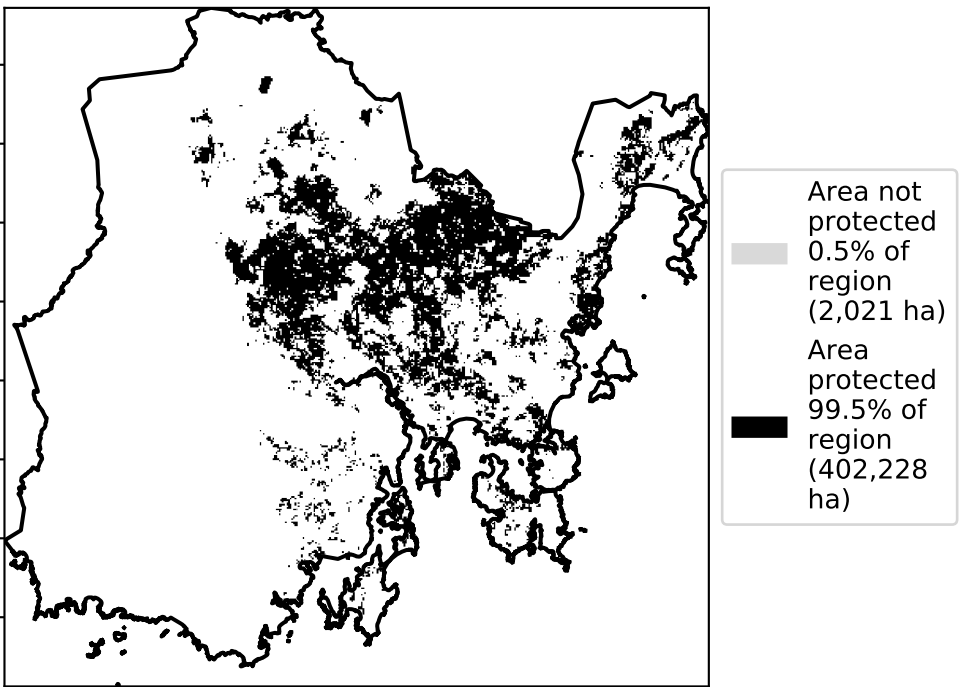 Area not
protected
0.5% of
region
(2,021 ha)
Area
protected
99.5% of
region
(402,228
ha)